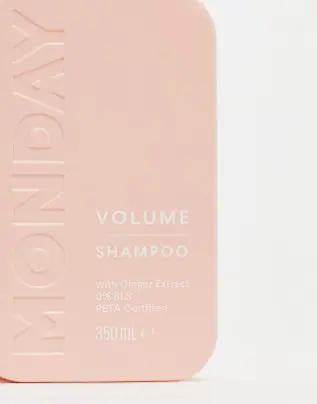 MONDAY
VOLUME
SHAMPOO
with Ginger Extract
0% SLS
PETA Certified
350 mL ℮